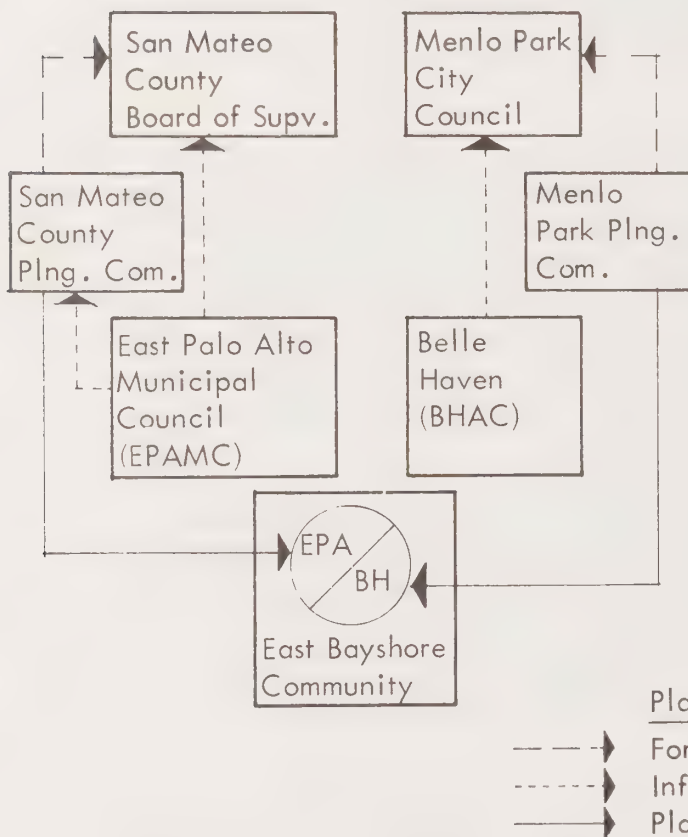 San Mateo
County
Board of Supv.
Menlo Park
City
Council
San Mateo
County
Plng. Com.
Menlo
Park Plng.
Com.
East Palo Alto
Municipal
Council
(EPAMC)
Belle
Haven
(BHAC)
EPA
BH
East Bayshore
Community